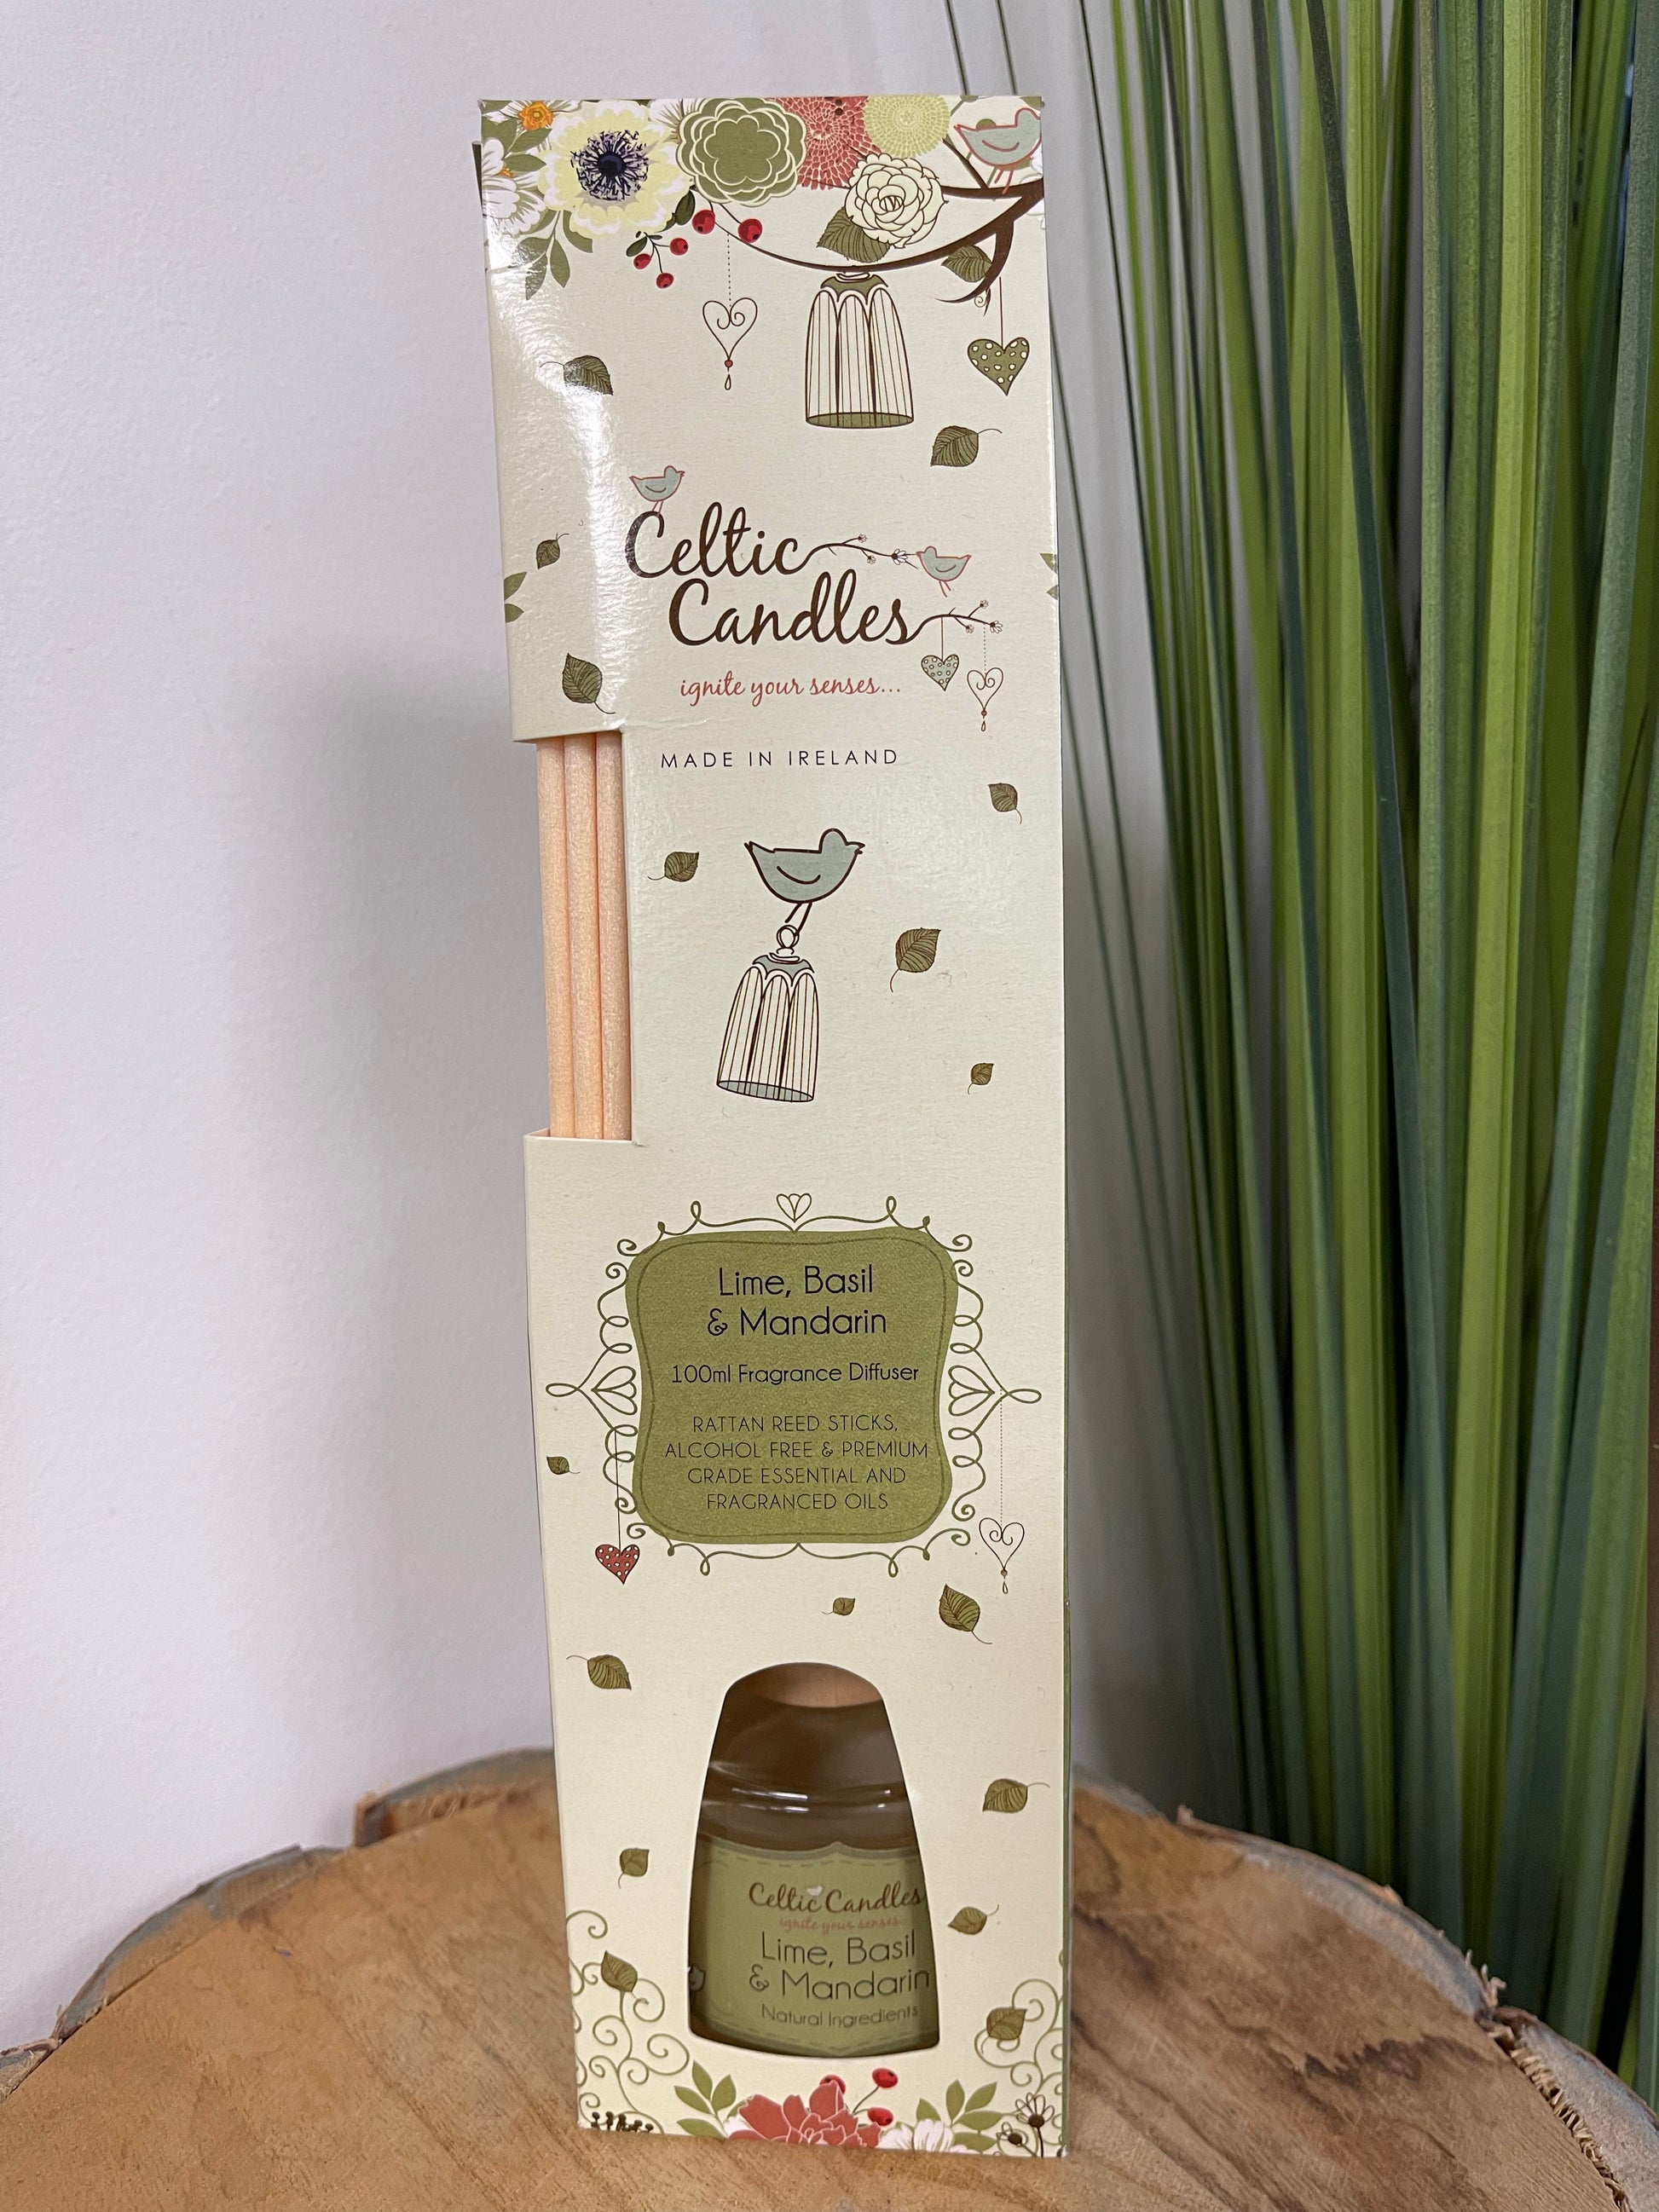 Celtic
Candles
ignite your senses...
MADE IN IRELAND
Lime, Basil
& Mandarin
100ml Fragrance Diffuser
RATTAN REED STICKS,
ALCOHOL FREE & PREMIUM
GRADE ESSENTIAL AND
FRAGRANCED OILS
Celtic Candles
ignite your senses...
Lime, Basil
& Mandarin
Natural Ingredients